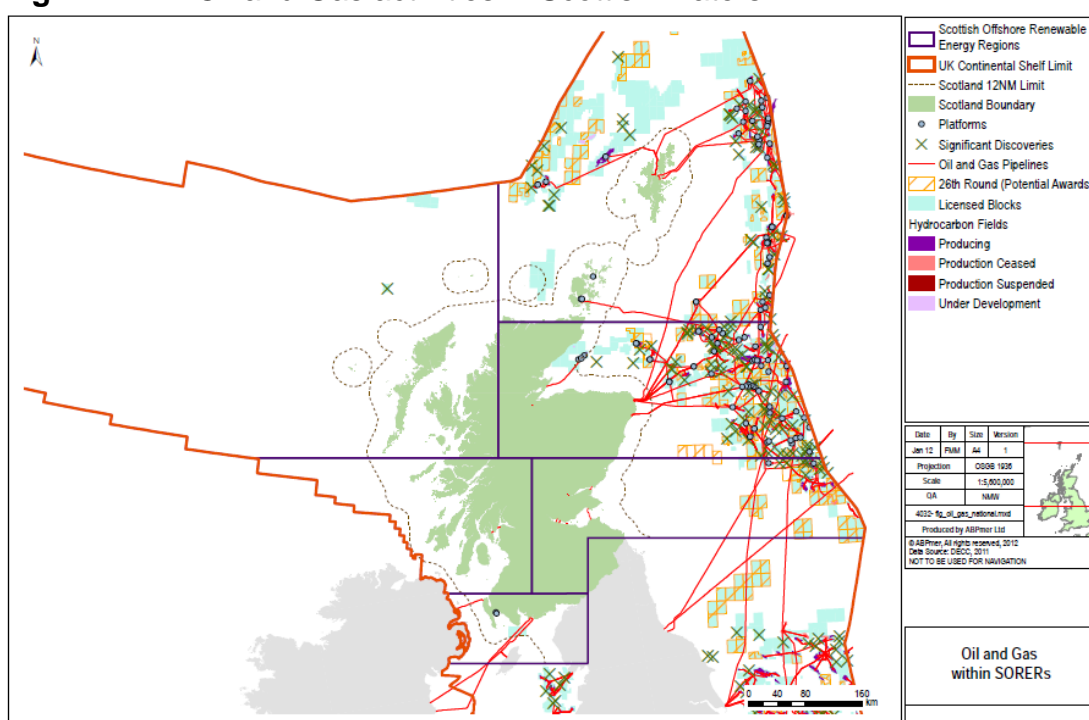 N
Scottish Offshore Renewable
Energy Regions
UK Continental Shelf Limit
Scotland 12NM Limit
Scotland Boundary
Platforms
Significant Discoveries
Oil and Gas Pipelines
26th Round (Potential Awards
Licensed Blocks
Hydrocarbon Fields
Producing
Production Ceased
Production Suspended
Under Development
Date By Size Version
Jan 12 FMM A4 1
Projection OSGB 1936
Scale 1:5,600,000
QA NMW
4032- fig_oil_gas_national.mxd
Produced by ABPmer Ltd
© ABPmer, All rights reserved, 2012
Data Source: DECC, 2011
NOT TO BE USED FOR NAVIGATION
0 40 80 160
km
Oil and Gas
within SORERs